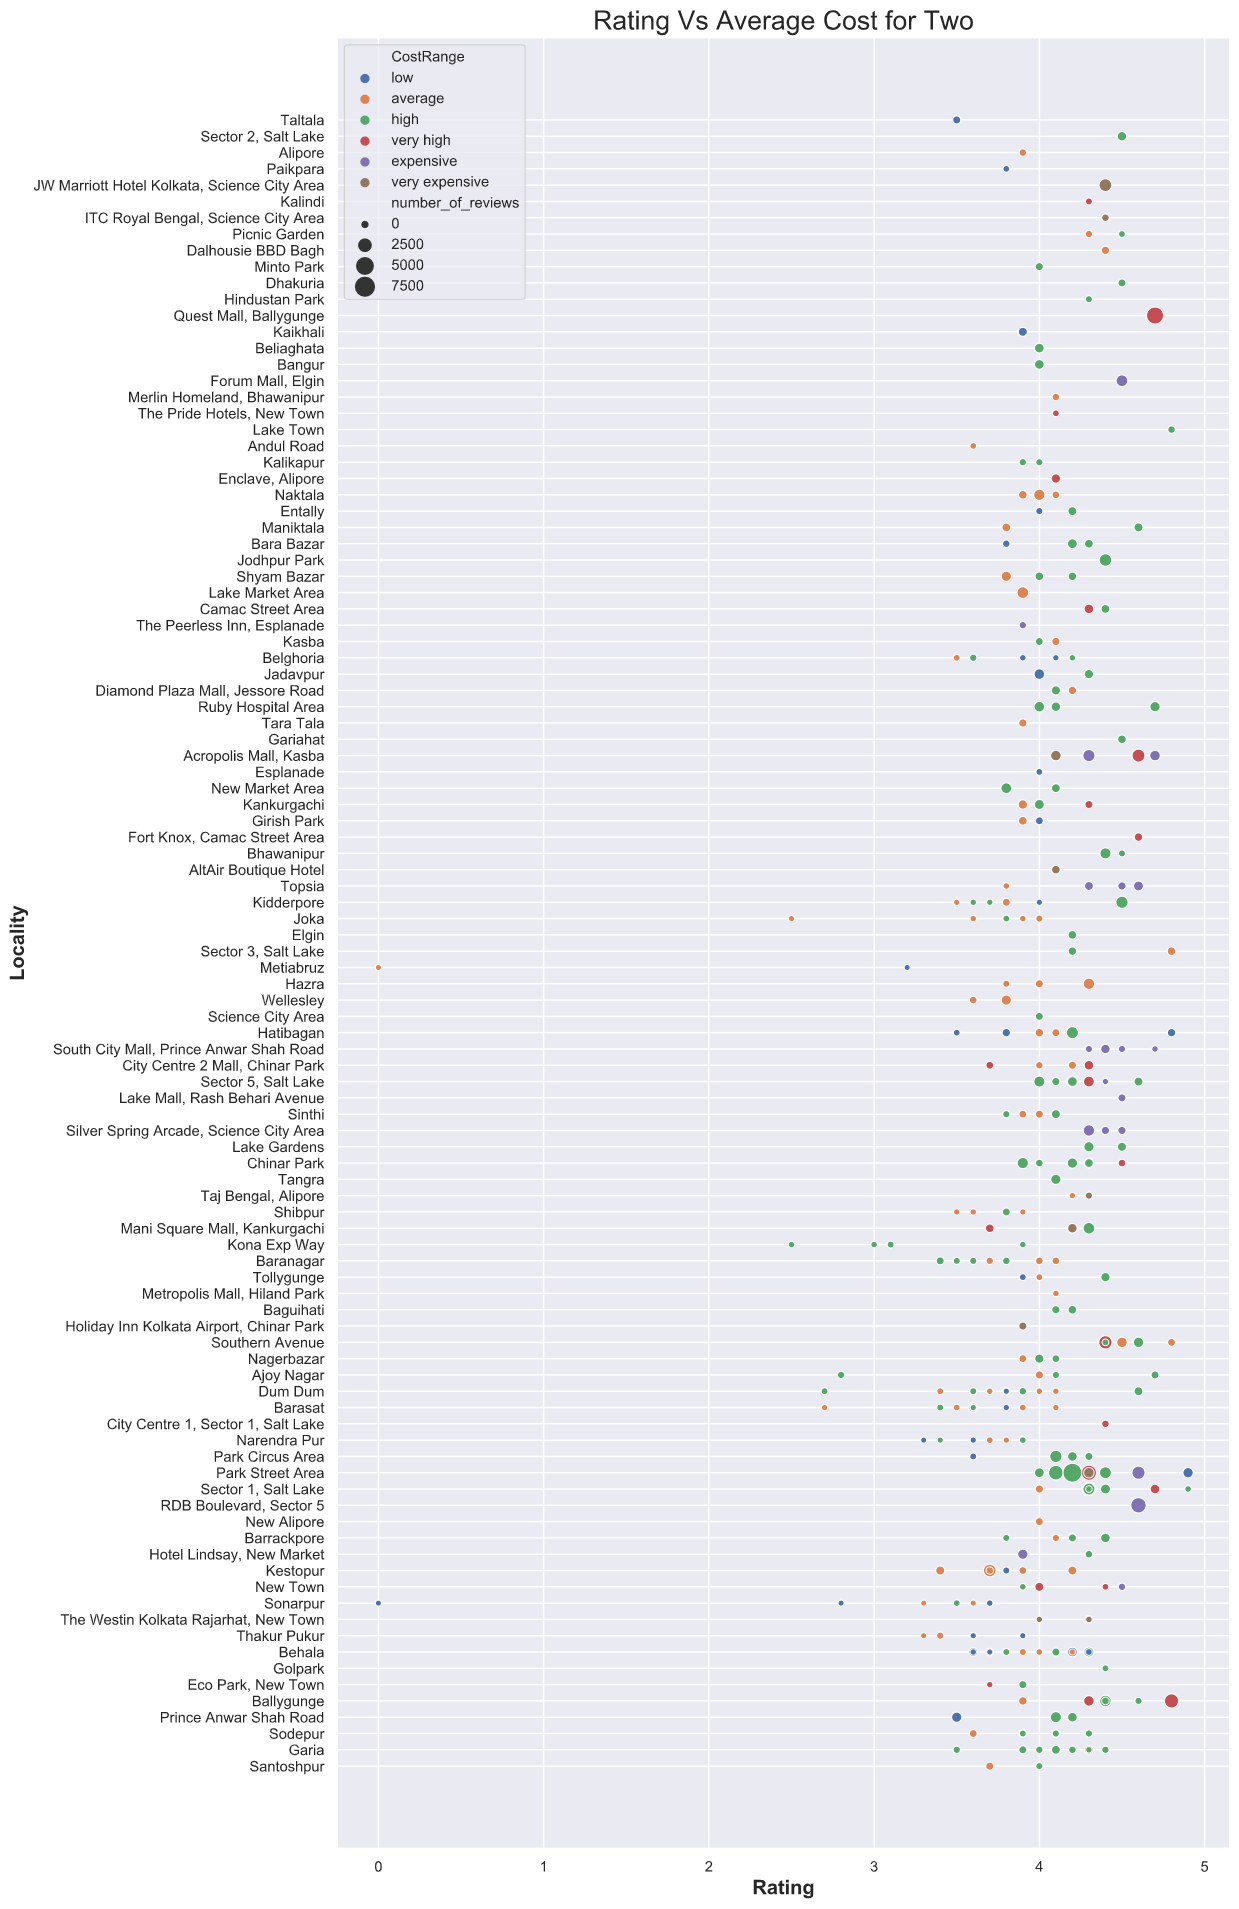 Rating Vs Average Cost for Two
CostRange
low
average
high
very high
expensive
very expensive
number_of_reviews
0
2500
5000
7500
Locality
Taltala
Sector 2, Salt Lake
Alipore
Paikpara
JW Marriott Hotel Kolkata, Science City Area
Kalindi
ITC Royal Bengal, Science City Area
Picnic Garden
Dalhousie BBD Bagh
Minto Park
Dhakuria
Hindustan Park
Quest Mall, Ballygunge
Kaikhali
Beliaghata
Bangur
Forum Mall, Elgin
Merlin Homeland, Bhawanipur
The Pride Hotels, New Town
Lake Town
Andul Road
Kalikapur
Enclave, Alipore
Naktala
Entally
Maniktala
Bara Bazar
Jodhpur Park
Shyam Bazar
Lake Market Area
Camac Street Area
The Peerless Inn, Esplanade
Kasba
Belghoria
Jadavpur
Diamond Plaza Mall, Jessore Road
Ruby Hospital Area
Tara Tala
Gariahat
Acropolis Mall, Kasba
Esplanade
New Market Area
Kankurgachi
Girish Park
Fort Knox, Camac Street Area
Bhawanipur
AltAir Boutique Hotel
Topsia
Kidderpore
Joka
Elgin
Sector 3, Salt Lake
Metiabruz
Hazra
Wellesley
Science City Area
Hatibagan
South City Mall, Prince Anwar Shah Road
City Centre 2 Mall, Chinar Park
Sector 5, Salt Lake
Lake Mall, Rash Behari Avenue
Sinthi
Silver Spring Arcade, Science City Area
Lake Gardens
Chinar Park
Tangra
Taj Bengal, Alipore
Shibpur
Mani Square Mall, Kankurgachi
Kona Exp Way
Baranagar
Tollygunge
Metropolis Mall, Hiland Park
Baguihati
Holiday Inn Kolkata Airport, Chinar Park
Southern Avenue
Nagerbazar
Ajoy Nagar
Dum Dum
Barasat
City Centre 1, Sector 1, Salt Lake
Narendra Pur
Park Circus Area
Park Street Area
Sector 1, Salt Lake
RDB Boulevard, Sector 5
New Alipore
Barrackpore
Hotel Lindsay, New Market
Kestopur
New Town
Sonarpur
The Westin Kolkata Rajarhat, New Town
Thakur Pukur
Behala
Golpark
Eco Park, New Town
Ballygunge
Prince Anwar Shah Road
Sodepur
Garia
Santoshpur
0 1 2 3 4 5
Rating